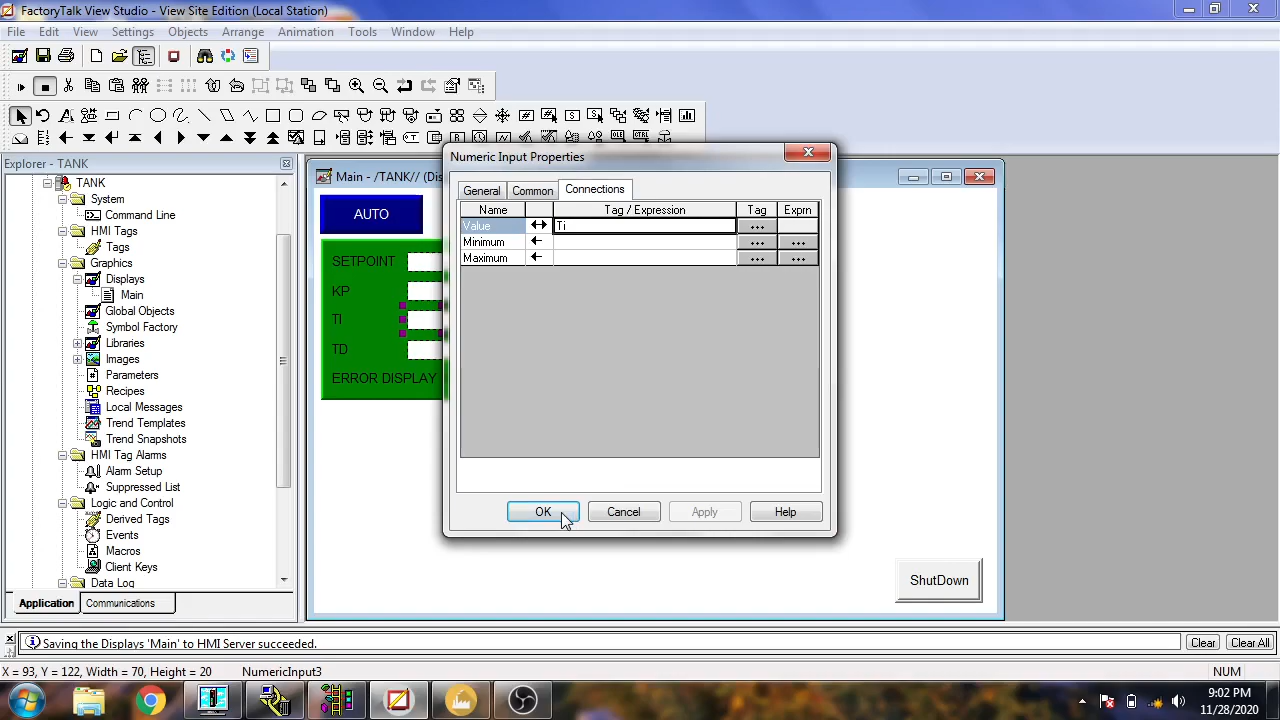 FactoryTalk View Studio - View Site Edition (Local Station)
File Edit View Settings Objects Arrange Animation Tools Window Help
Explorer - TANK
TANK
System
Command Line
HMI Tags
Tags
Graphics
Displays
Main
Global Objects
Symbol Factory
Libraries
Images
Parameters
Recipes
Local Messages
Trend Templates
Trend Snapshots
HMI Tag Alarms
Alarm Setup
Suppressed List
Logic and Control
Derived Tags
Events
Macros
Client Keys
Data Log
Application Communications
Main - /TANK// (Dis
AUTO
SETPOINT
KP
TI
TD
ERROR DISPLAY
ShutDown
Numeric Input Properties
General Common Connections
Name Tag / Expression Tag Exprn
Value Ti ...
Minimum ... ...
Maximum ... ...
OK Cancel Apply Help
Saving the Displays 'Main' to HMI Server succeeded.
Clear Clear All
X = 93, Y = 122, Width = 70, Height = 20 NumericInput3 NUM
9:02 PM
11/28/2020